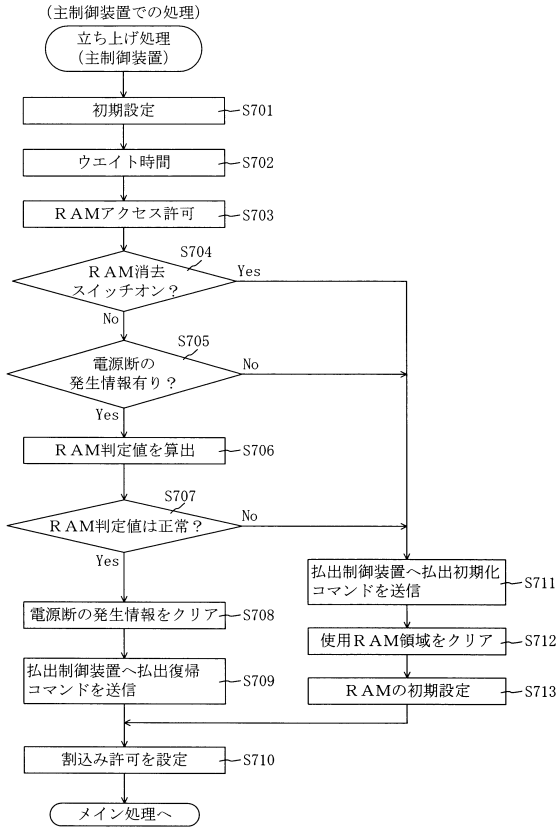 (主制御装置での処理)
立ち上げ処理
(主制御装置)
初期設定
S701
ウエイト時間
S702
ＲＡＭアクセス許可
S703
S704
ＲＡＭ消去
スイッチオン？
Yes
No
S705
電源断の
発生情報有り？
No
Yes
ＲＡＭ判定値を算出
S706
S707
ＲＡＭ判定値は正常？
No
Yes
電源断の発生情報をクリア
S708
払出制御装置へ払出復帰
コマンドを送信
S709
払出制御装置へ払出初期化
コマンドを送信
S711
使用ＲＡＭ領域をクリア
S712
ＲＡＭの初期設定
S713
割込み許可を設定
S710
メイン処理へ